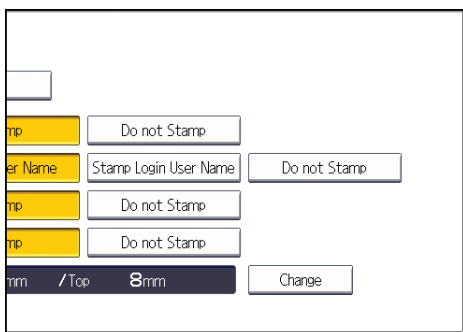 mp Do not Stamp
er Name Stamp Login User Name Do not Stamp
mp Do not Stamp
mp Do not Stamp
mm /Top 8mm Change